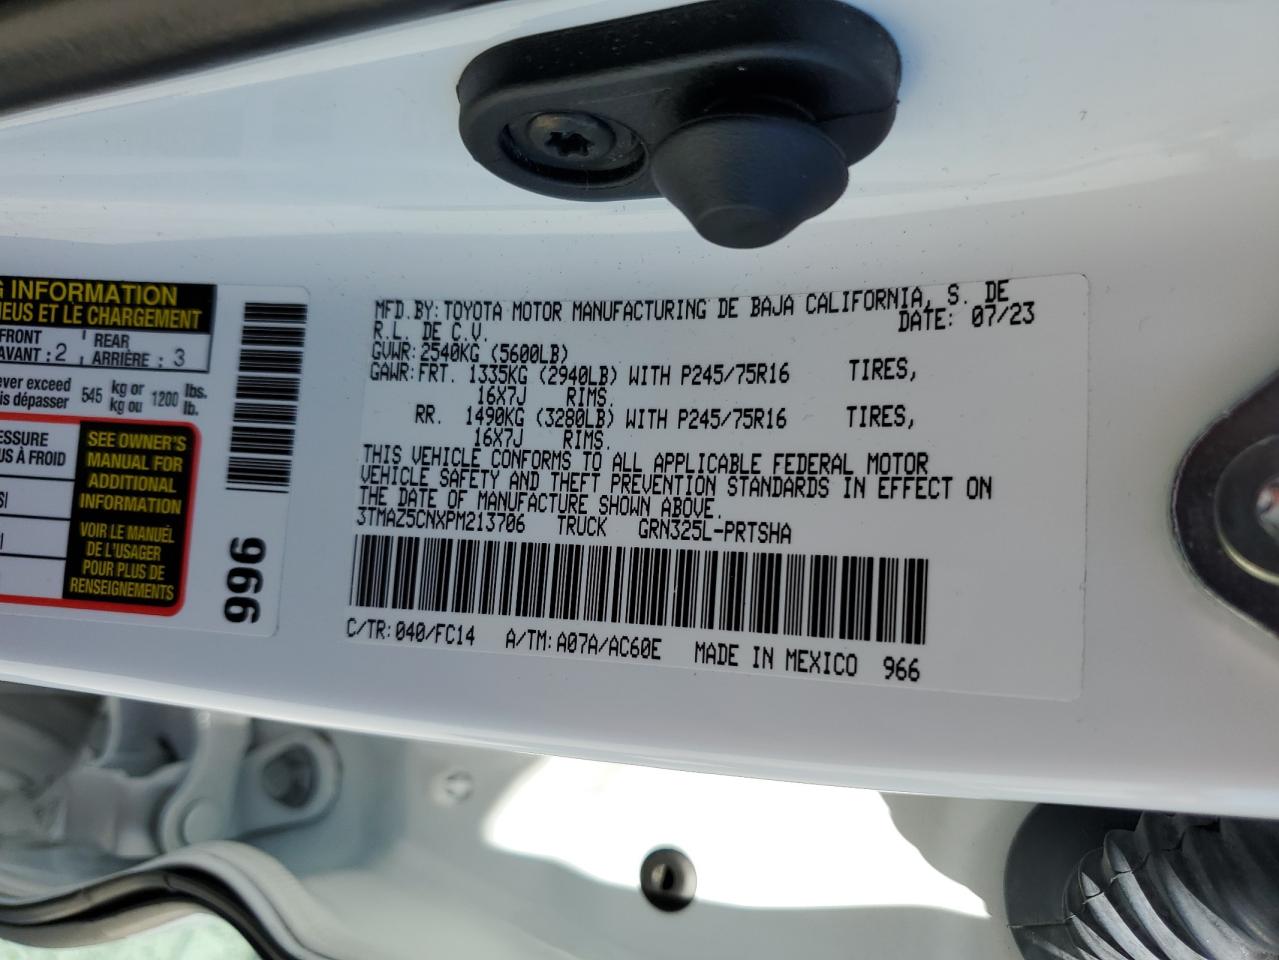 G INFORMATION
NEUS ET LE CHARGEMENT
FRONT
AVANT : 2
REAR
ARRIÈRE : 3
ever exceed
is dépasser 545 kg or
kg ou 1200 lbs.
lb.
ESSURE
US À FROID
SEE OWNER'S
MANUAL FOR
ADDITIONAL
INFORMATION
VOIR LE MANUEL
DE L'USAGER
POUR PLUS DE
RENSEIGNEMENTS
996
MFD.BY: TOYOTA MOTOR MANUFACTURING DE BAJA CALIFORNIA, S. DE
R.L. DE C.V. DATE: 07/23
GVWR: 2540KG (5600LB)
GAWR: FRT. 1335KG (2940LB) WITH P245/75R16 TIRES,
16X7J RIMS.
RR. 1490KG (3280LB) WITH P245/75R16 TIRES,
16X7J RIMS.
THIS VEHICLE CONFORMS TO ALL APPLICABLE FEDERAL MOTOR
VEHICLE SAFETY AND THEFT PREVENTION STANDARDS IN EFFECT ON
THE DATE OF MANUFACTURE SHOWN ABOVE.
3TMAZ5CNXPM213706 TRUCK GRN325L-PRTSHA
C/TR: 040/FC14 A/TM: A07A/AC60E MADE IN MEXICO 966